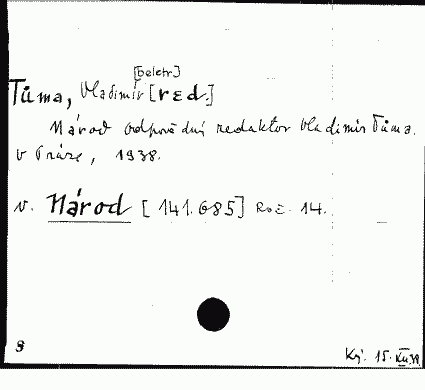 [beletr]
Tůma, Vladimír [red.]
Národ odpovědný redaktor Vladimír Tůma.
v Praze, 1938.
v. Národ [141.685] Roč. 14.
8
Ký. 15. XII.38